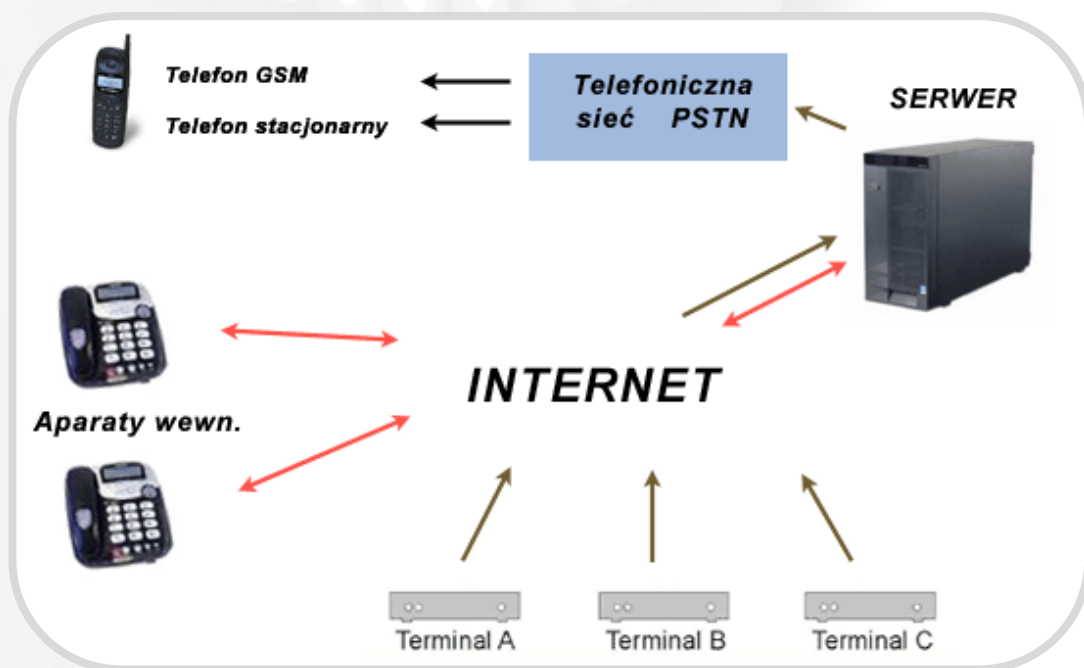 Telefon GSM
Telefon stacjonarny
Telefoniczna
sieć PSTN
SERWER
INTERNET
Aparaty wewn.
Terminal A
Terminal B
Terminal C